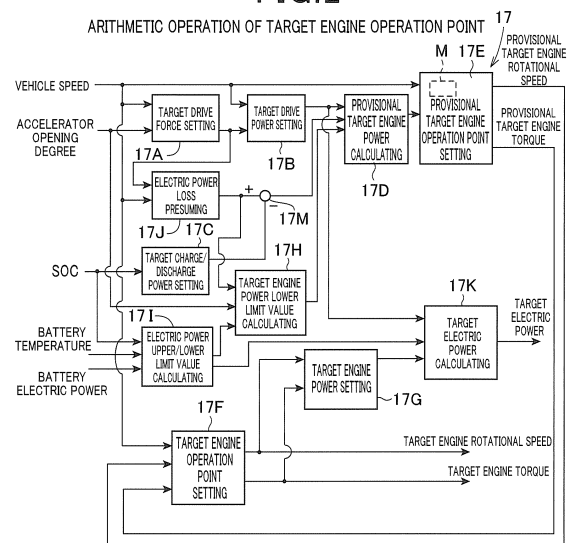 ARITHMETIC OPERATION OF TARGET ENGINE OPERATION POINT
17
PROVISIONAL
TARGET ENGINE
ROTATIONAL
SPEED
M
17E
VEHICLE SPEED
TARGET DRIVE
FORCE SETTING
17A
TARGET DRIVE
POWER SETTING
17B
PROVISIONAL
TARGET ENGINE
POWER
CALCULATING
17D
PROVISIONAL
TARGET ENGINE
OPERATION POINT
SETTING
PROVISIONAL
TARGET ENGINE
TORQUE
ACCELERATOR
OPENING
DEGREE
ELECTRIC POWER
LOSS
PRESUMING
17J
+
−
17M
17C
TARGET CHARGE/
DISCHARGE
POWER SETTING
SOC
17H
TARGET ENGINE
POWER LOWER
LIMIT VALUE
CALCULATING
17K
TARGET
ELECTRIC
POWER
CALCULATING
TARGET
ELECTRIC
POWER
17I
ELECTRIC POWER
UPPER/LOWER
LIMIT VALUE
CALCULATING
BATTERY
TEMPERATURE
BATTERY
ELECTRIC POWER
TARGET ENGINE
POWER SETTING
17G
17F
TARGET ENGINE
OPERATION
POINT
SETTING
TARGET ENGINE ROTATIONAL SPEED
TARGET ENGINE TORQUE